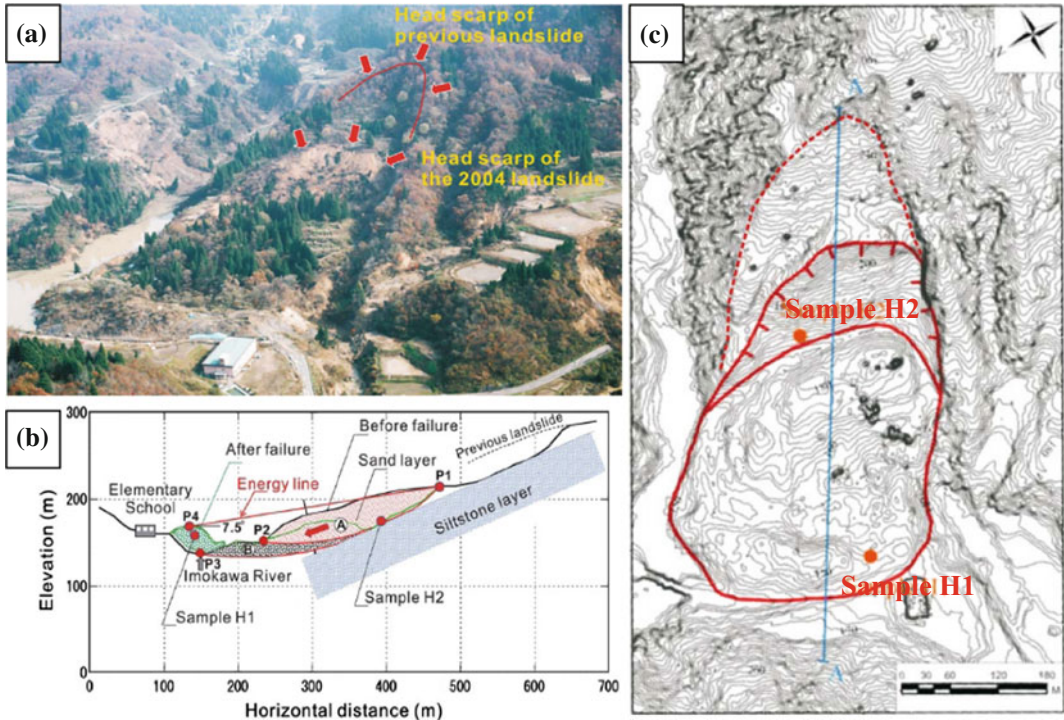 (a)
Head scarp of
previous landslide
Head scarp of
the 2004 landslide
(b)
300
200
100
0
Elevation (m)
After failure
Before failure
Sand layer
Previous landslide
Elementary
School
Energy line
P1
P4
7.5°
P2
A
B
P3
Siltstone layer
Imokawa River
Sample H1
Sample H2
0
100
200
300
400
500
600
700
Horizontal distance (m)
(c)
N
A
200
Sample H2
Sample H1
A
0
30
60
120
180
M